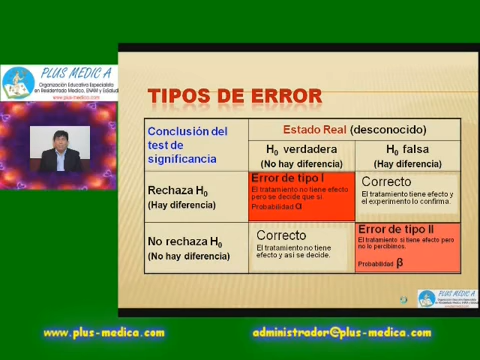 PLUS MEDIC A
Organización Educativa Especialista
en Residentado Médico, ENAM y EsSalud
www.plus-medica.com
TIPOS DE ERROR
Conclusión del
test de
significancia
Estado Real (desconocido)
H0 verdadera
(No hay diferencia)
H0 falsa
(Hay diferencia)
Rechaza H0
(Hay diferencia)
Error de tipo I
El tratamiento no tiene efecto
pero se decide que sí.
Probabilidad α
Correcto
El tratamiento tiene efecto y
el experimento lo confirma.
No rechaza H0
(No hay diferencia)
Correcto
El tratamiento no tiene
efecto y así se decide.
Error de tipo II
El tratamiento si tiene efecto pero
no lo percibimos.
Probabilidad β
PLUS MEDIC A
www.plus-medica.com
administrador@plus-medica.com